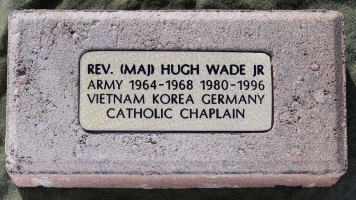 REV. (MAJ) HUGH WADE JR
ARMY 1964-1968 1980-1996
VIETNAM KOREA GERMANY
CATHOLIC CHAPLAIN